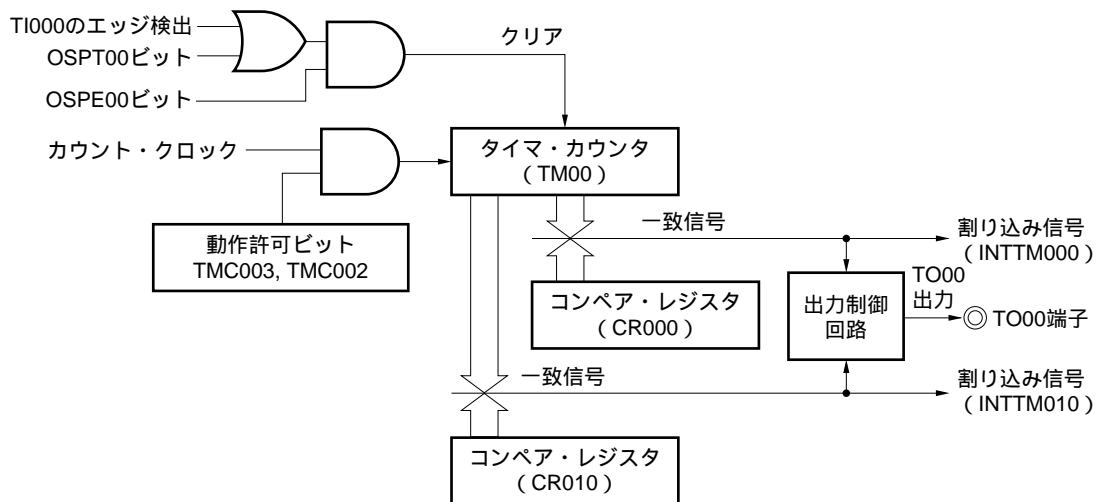 TI000のエッジ検出
OSPT00ビット
OSPE00ビット
クリア
カウント・クロック
タイマ・カウンタ
(TM00)
動作許可ビット
TMC003, TMC002
一致信号
割り込み信号
(INTTM000)
コンペア・レジスタ
(CR000)
出力制御
回路
TO00
出力
TO00端子
一致信号
割り込み信号
(INTTM010)
コンペア・レジスタ
(CR010)